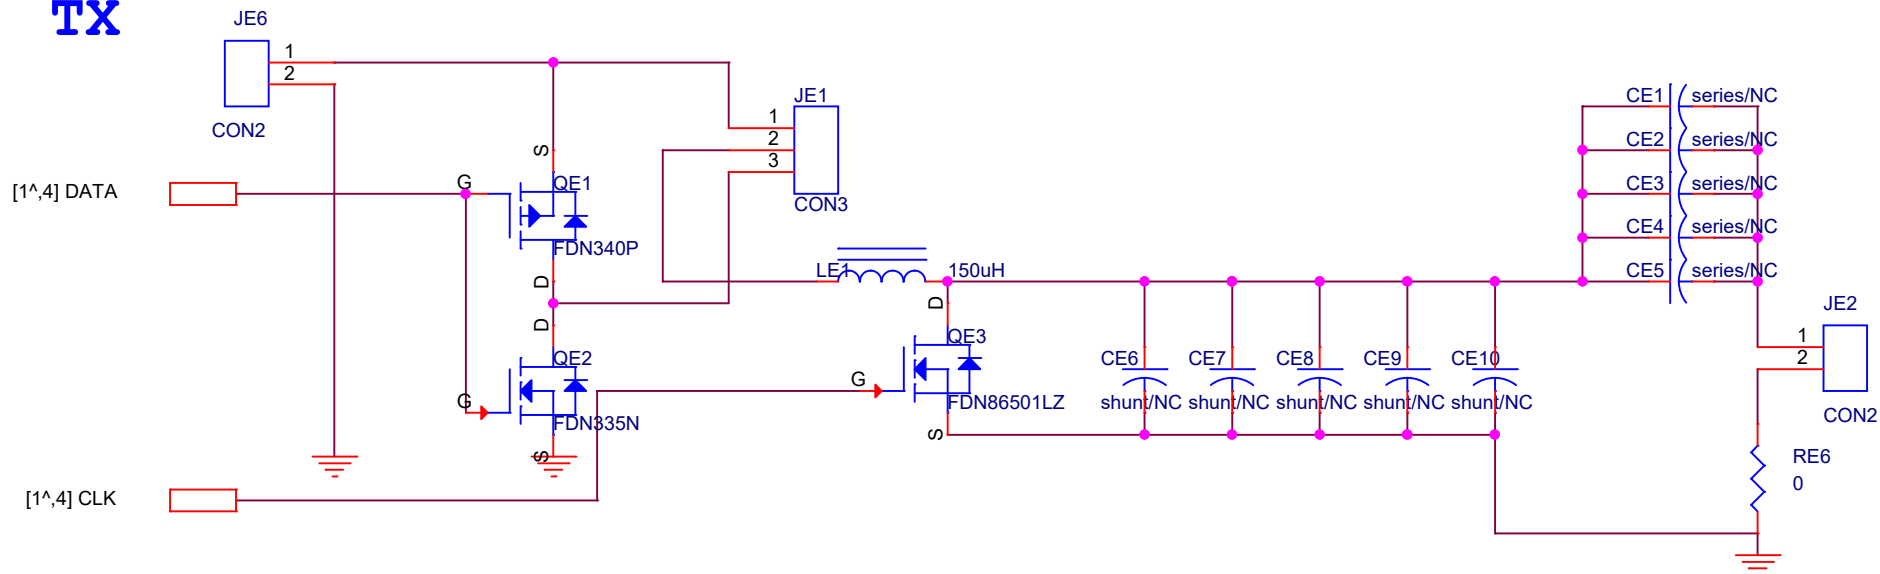 TX
JE6
1
2
CON2
JE1
1
2
3
CON3
S
G
QE1
FDN340P
D
[1^,4] DATA
D
QE2
G
FDN335N
S
[1^,4] CLK
LE1
150uH
D
QE3
G
FDN86501LZ
S
CE1 series/NC
CE2 series/NC
CE3 series/NC
CE4 series/NC
CE5 series/NC
CE6 CE7 CE8 CE9 CE10
shunt/NC shunt/NC shunt/NC shunt/NC shunt/NC
JE2
1
2
CON2
RE6
0